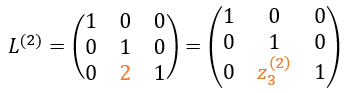 L⁽²⁾ = (1 0 0; 0 1 0; 0 2 1) = (1 0 0; 0 1 0; 0 z₃⁽²⁾ 1)